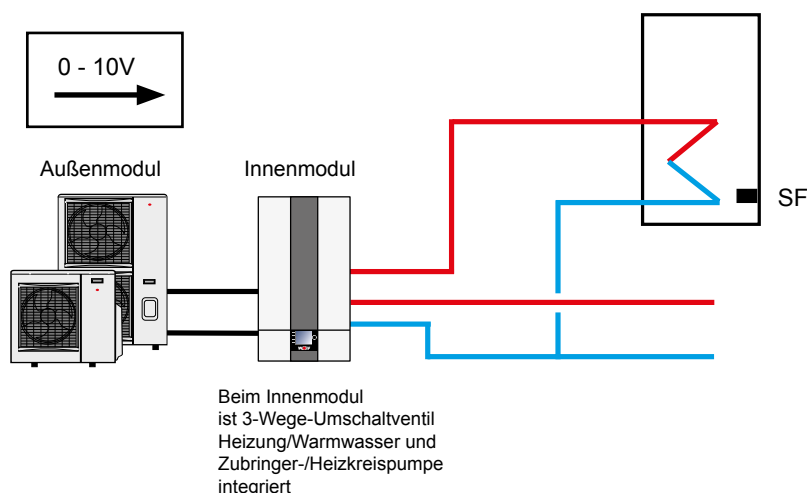 0 - 10V
Außenmodul
Innenmodul
SF
Beim Innenmodul
ist 3-Wege-Umschaltventil
Heizung/Warmwasser und
Zubringer-/Heizkreispumpe
integriert